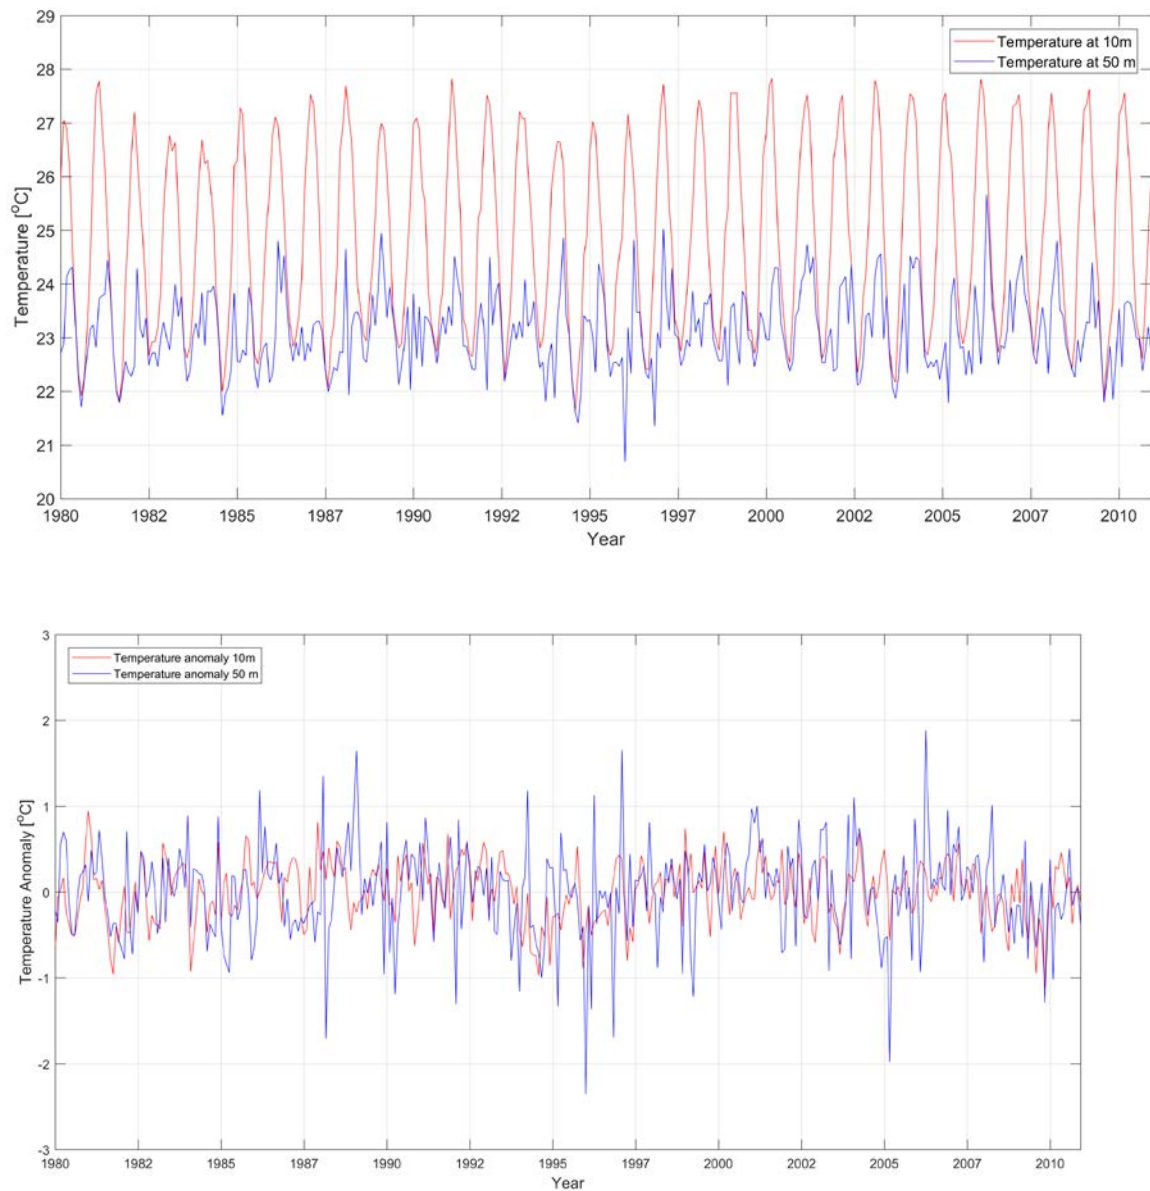 29
28
27
26
25
24
23
22
21
20
Temperature [°C]
Temperature at 10m
Temperature at 50 m
1980 1982 1985 1987 1990 1992 1995 1997 2000 2002 2005 2007 2010
Year
3
2
1
0
-1
-2
-3
Temperature Anomaly [°C]
Temperature anomaly 10m
Temperature anomaly 50 m
1980 1982 1985 1987 1990 1992 1995 1997 2000 2002 2005 2007 2010
Year